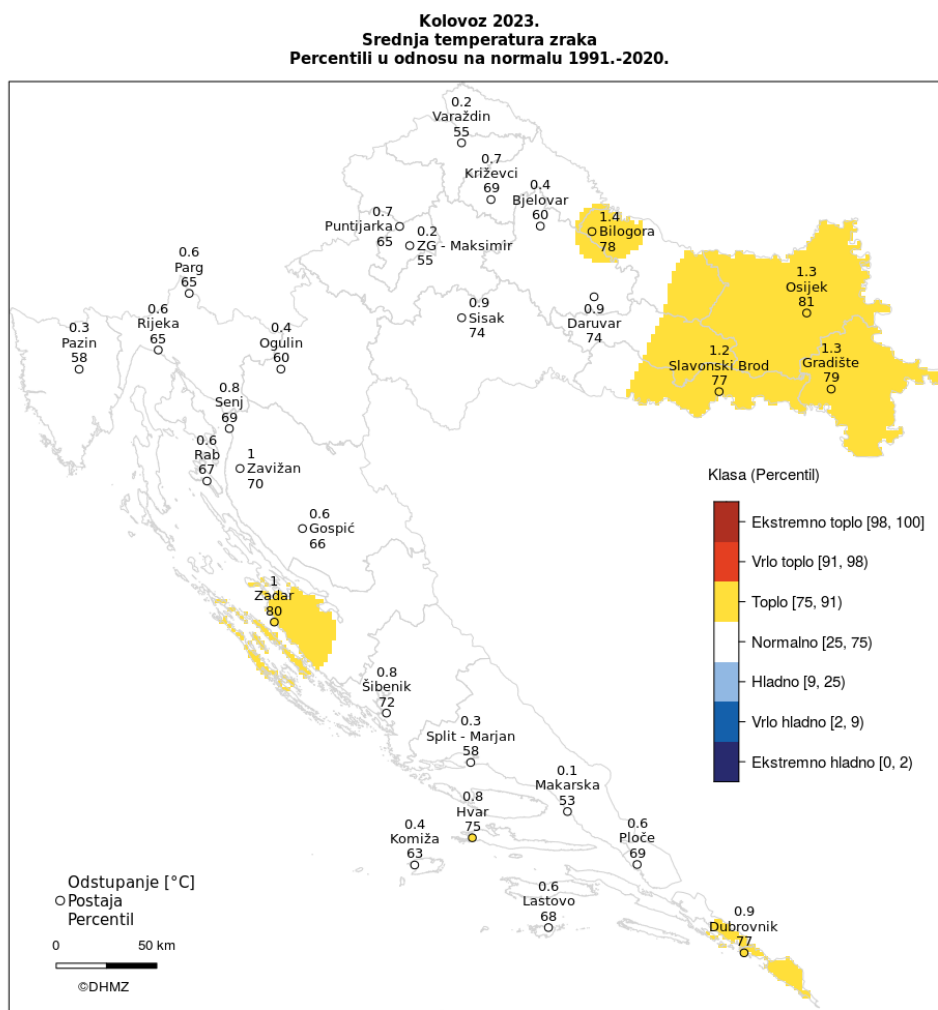 Kolovoz 2023.
Srednja temperatura zraka
Percentili u odnosu na normalu 1991.-2020.
0.2
Varaždin
55
0.7
Križevci
69
0.4
Bjelovar
60
1.4
Bilogora
78
0.7
Puntijarka
65
0.2
ZG - Maksimir
55
0.6
Parg
65
1.3
Osijek
81
0.3
Pazin
58
0.6
Rijeka
65
0.4
Ogulin
60
0.9
Sisak
74
0.9
Daruvar
74
1.2
Slavonski Brod
77
1.3
Gradište
79
0.8
Senj
69
0.6
Rab
67
1
Zavižan
70
0.6
Gospić
66
1
Zadar
80
0.8
Šibenik
72
0.3
Split - Marjan
58
0.1
Makarska
53
0.8
Hvar
75
0.4
Komiža
63
0.6
Ploče
69
0.6
Lastovo
68
0.9
Dubrovnik
77
Klasa (Percentil)
Ekstremno toplo [98, 100]
Vrlo toplo [91, 98)
Toplo [75, 91)
Normalno [25, 75)
Hladno [9, 25)
Vrlo hladno [2, 9)
Ekstremno hladno [0, 2)
Odstupanje [°C]
Postaja
Percentil
0 50 km
©DHMZ